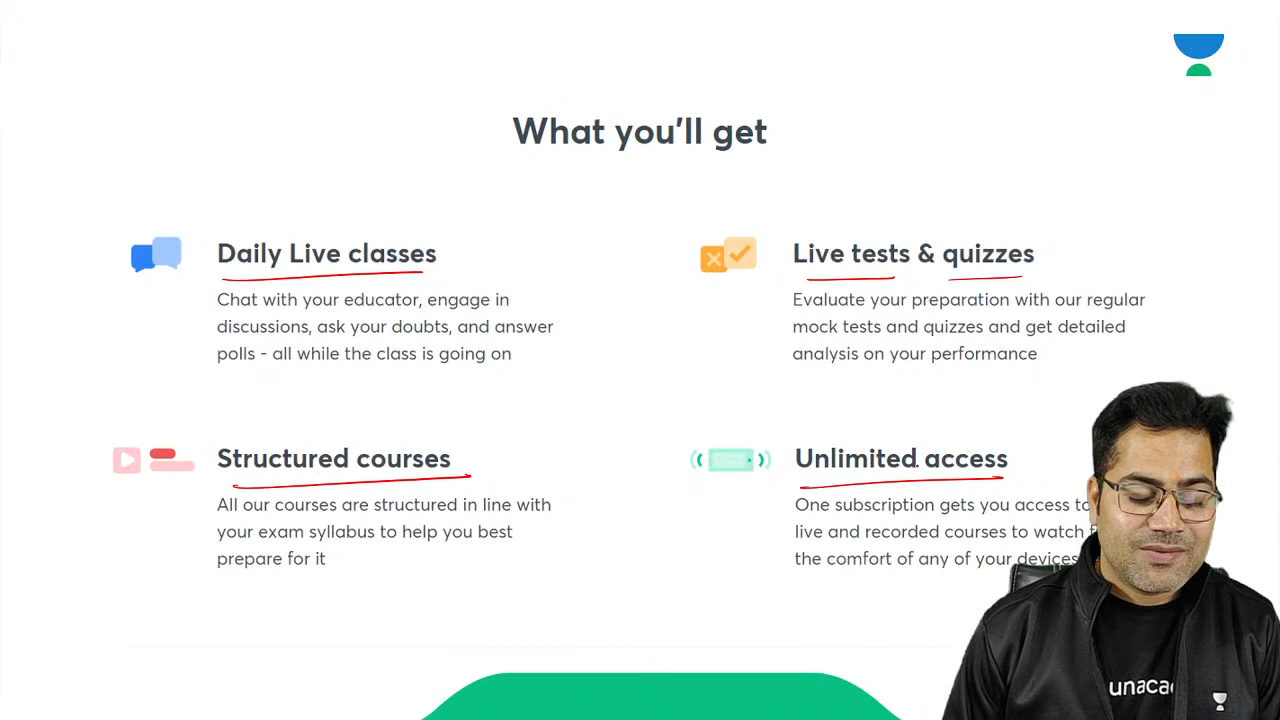 What you'll get
Daily Live classes
Chat with your educator, engage in
discussions, ask your doubts, and answer
polls - all while the class is going on
Live tests & quizzes
Evaluate your preparation with our regular
mock tests and quizzes and get detailed
analysis on your performance
Structured courses
All our courses are structured in line with
your exam syllabus to help you best
prepare for it
Unlimited access
One subscription gets you access to
live and recorded courses to watch
the comfort of any of your devices
unaca